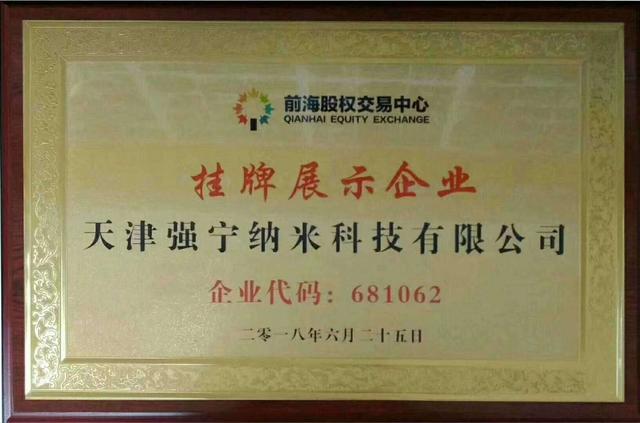 前海股权交易中心
QIANHAI EQUITY EXCHANGE
挂牌展示企业
天津强宁纳米科技有限公司
企业代码：681062
二零一八年六月二十五日